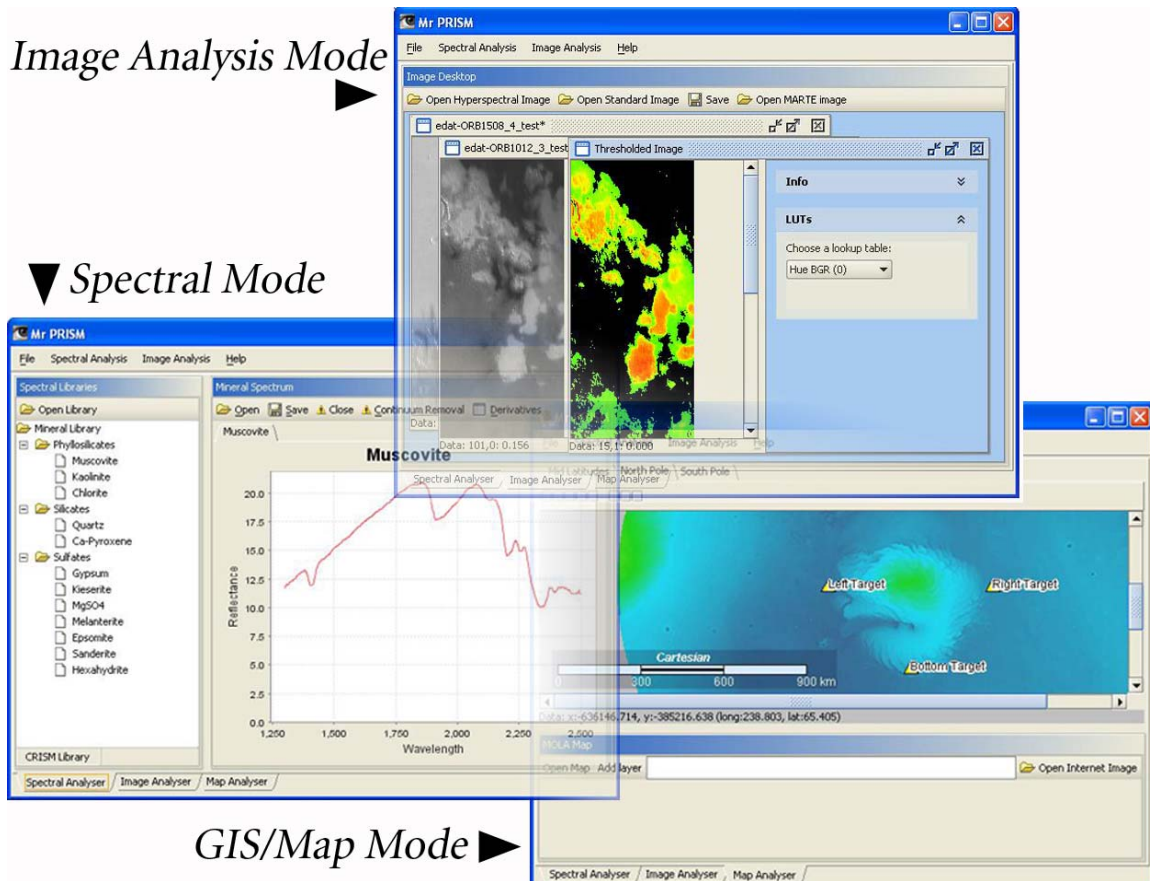 Image Analysis Mode
Mr PRISM
File Spectral Analysis Image Analysis Help
Image Desktop
Open Hyperspectral Image Open Standard Image Save Open MARTE image
edat-ORB1508_4_test*
edat-ORB1012_3_test
Thresholded Image
Info
LUTs
Choose a lookup table:
Hue BGR (0)
Data:
Data: 101,0: 0.156
Data: 15,1: 0.000
Spectral Analyser Image Analyser Map Analyser
Spectral Mode
Mr PRISM
File Spectral Analysis Image Analysis Help
Spectral Libraries
Open Library
Mineral Library
Phyllosilicates
Muscovite
Kaolinite
Chlorite
Silicates
Quartz
Ca-Pyroxene
Sulfates
Gypsum
Kieserite
MgSO4
Melanterite
Epsomite
Sanderite
Hexahydrite
CRISM Library
Mineral Spectrum
Open Save Close Continuum Removal Derivatives
Muscovite
Muscovite
Reflectance
20.0
17.5
15.0
12.5
10.0
7.5
5.0
2.5
0.0
1,250 1,500 1,750 2,000 2,250 2,500
Wavelength
Spectral Analyser Image Analyser Map Analyser
GIS/Map Mode
File Image Analysis Help
Mid Latitudes North Pole South Pole
Left Target
Right Target
Bottom Target
Cartesian
0 300 600 900 km
Data: x:-636146.714, y:-385216.638 (long:238.803, lat:65.405)
MOLA Map
Open Map Add layer Open Internet Image
Spectral Analyser Image Analyser Map Analyser